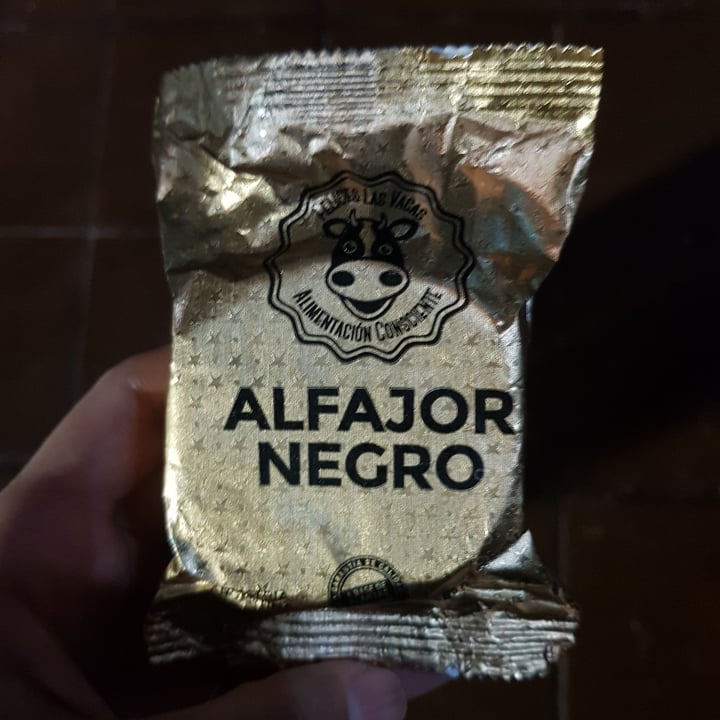 FELICES LAS VACAS
ALIMENTACIÓN CONSCIENTE
ALFAJOR
NEGRO